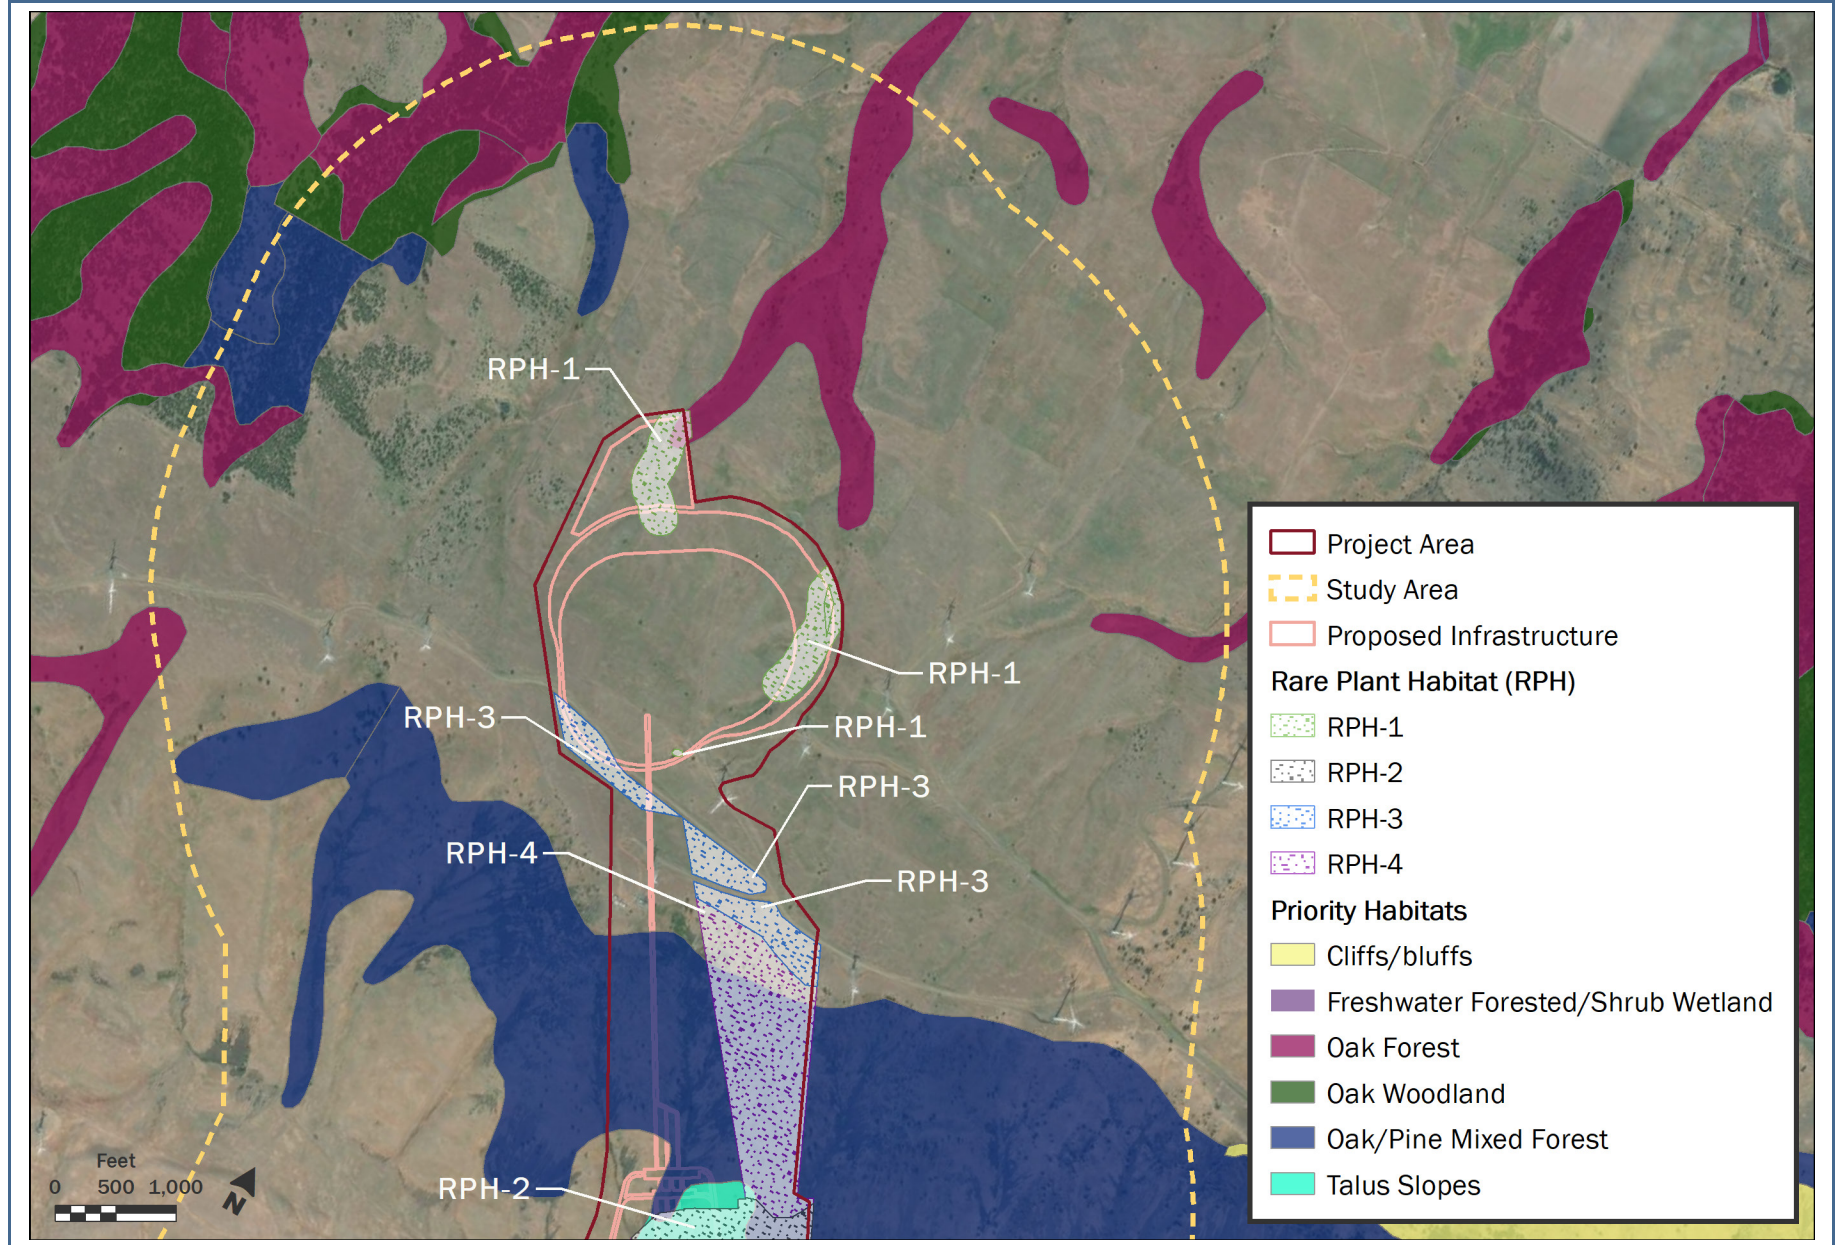 RPH-1
RPH-1
RPH-3
RPH-1
RPH-3
RPH-4
RPH-3
RPH-2
Feet
0 500 1,000
N
Project Area
Study Area
Proposed Infrastructure
Rare Plant Habitat (RPH)
RPH-1
RPH-2
RPH-3
RPH-4
Priority Habitats
Cliffs/bluffs
Freshwater Forested/Shrub Wetland
Oak Forest
Oak Woodland
Oak/Pine Mixed Forest
Talus Slopes